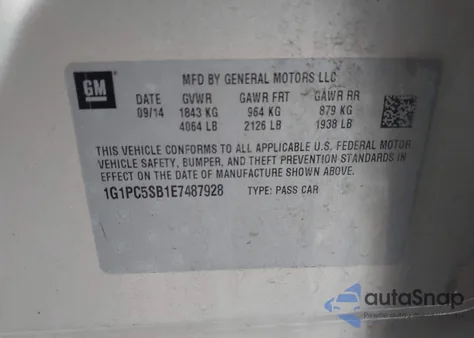 GM
MFD BY GENERAL MOTORS LLC
DATE GVWR GAWR FRT GAWR RR
09/14 1843 KG 964 KG 879 KG
4064 LB 2126 LB 1938 LB
THIS VEHICLE CONFORMS TO ALL APPLICABLE U.S. FEDERAL MOTOR
VEHICLE SAFETY, BUMPER, AND THEFT PREVENTION STANDARDS IN
EFFECT ON THE DATE OF MANUFACTURE SHOWN ABOVE.
1G1PC5SB1E7487928 TYPE: PASS CAR
autoSnap